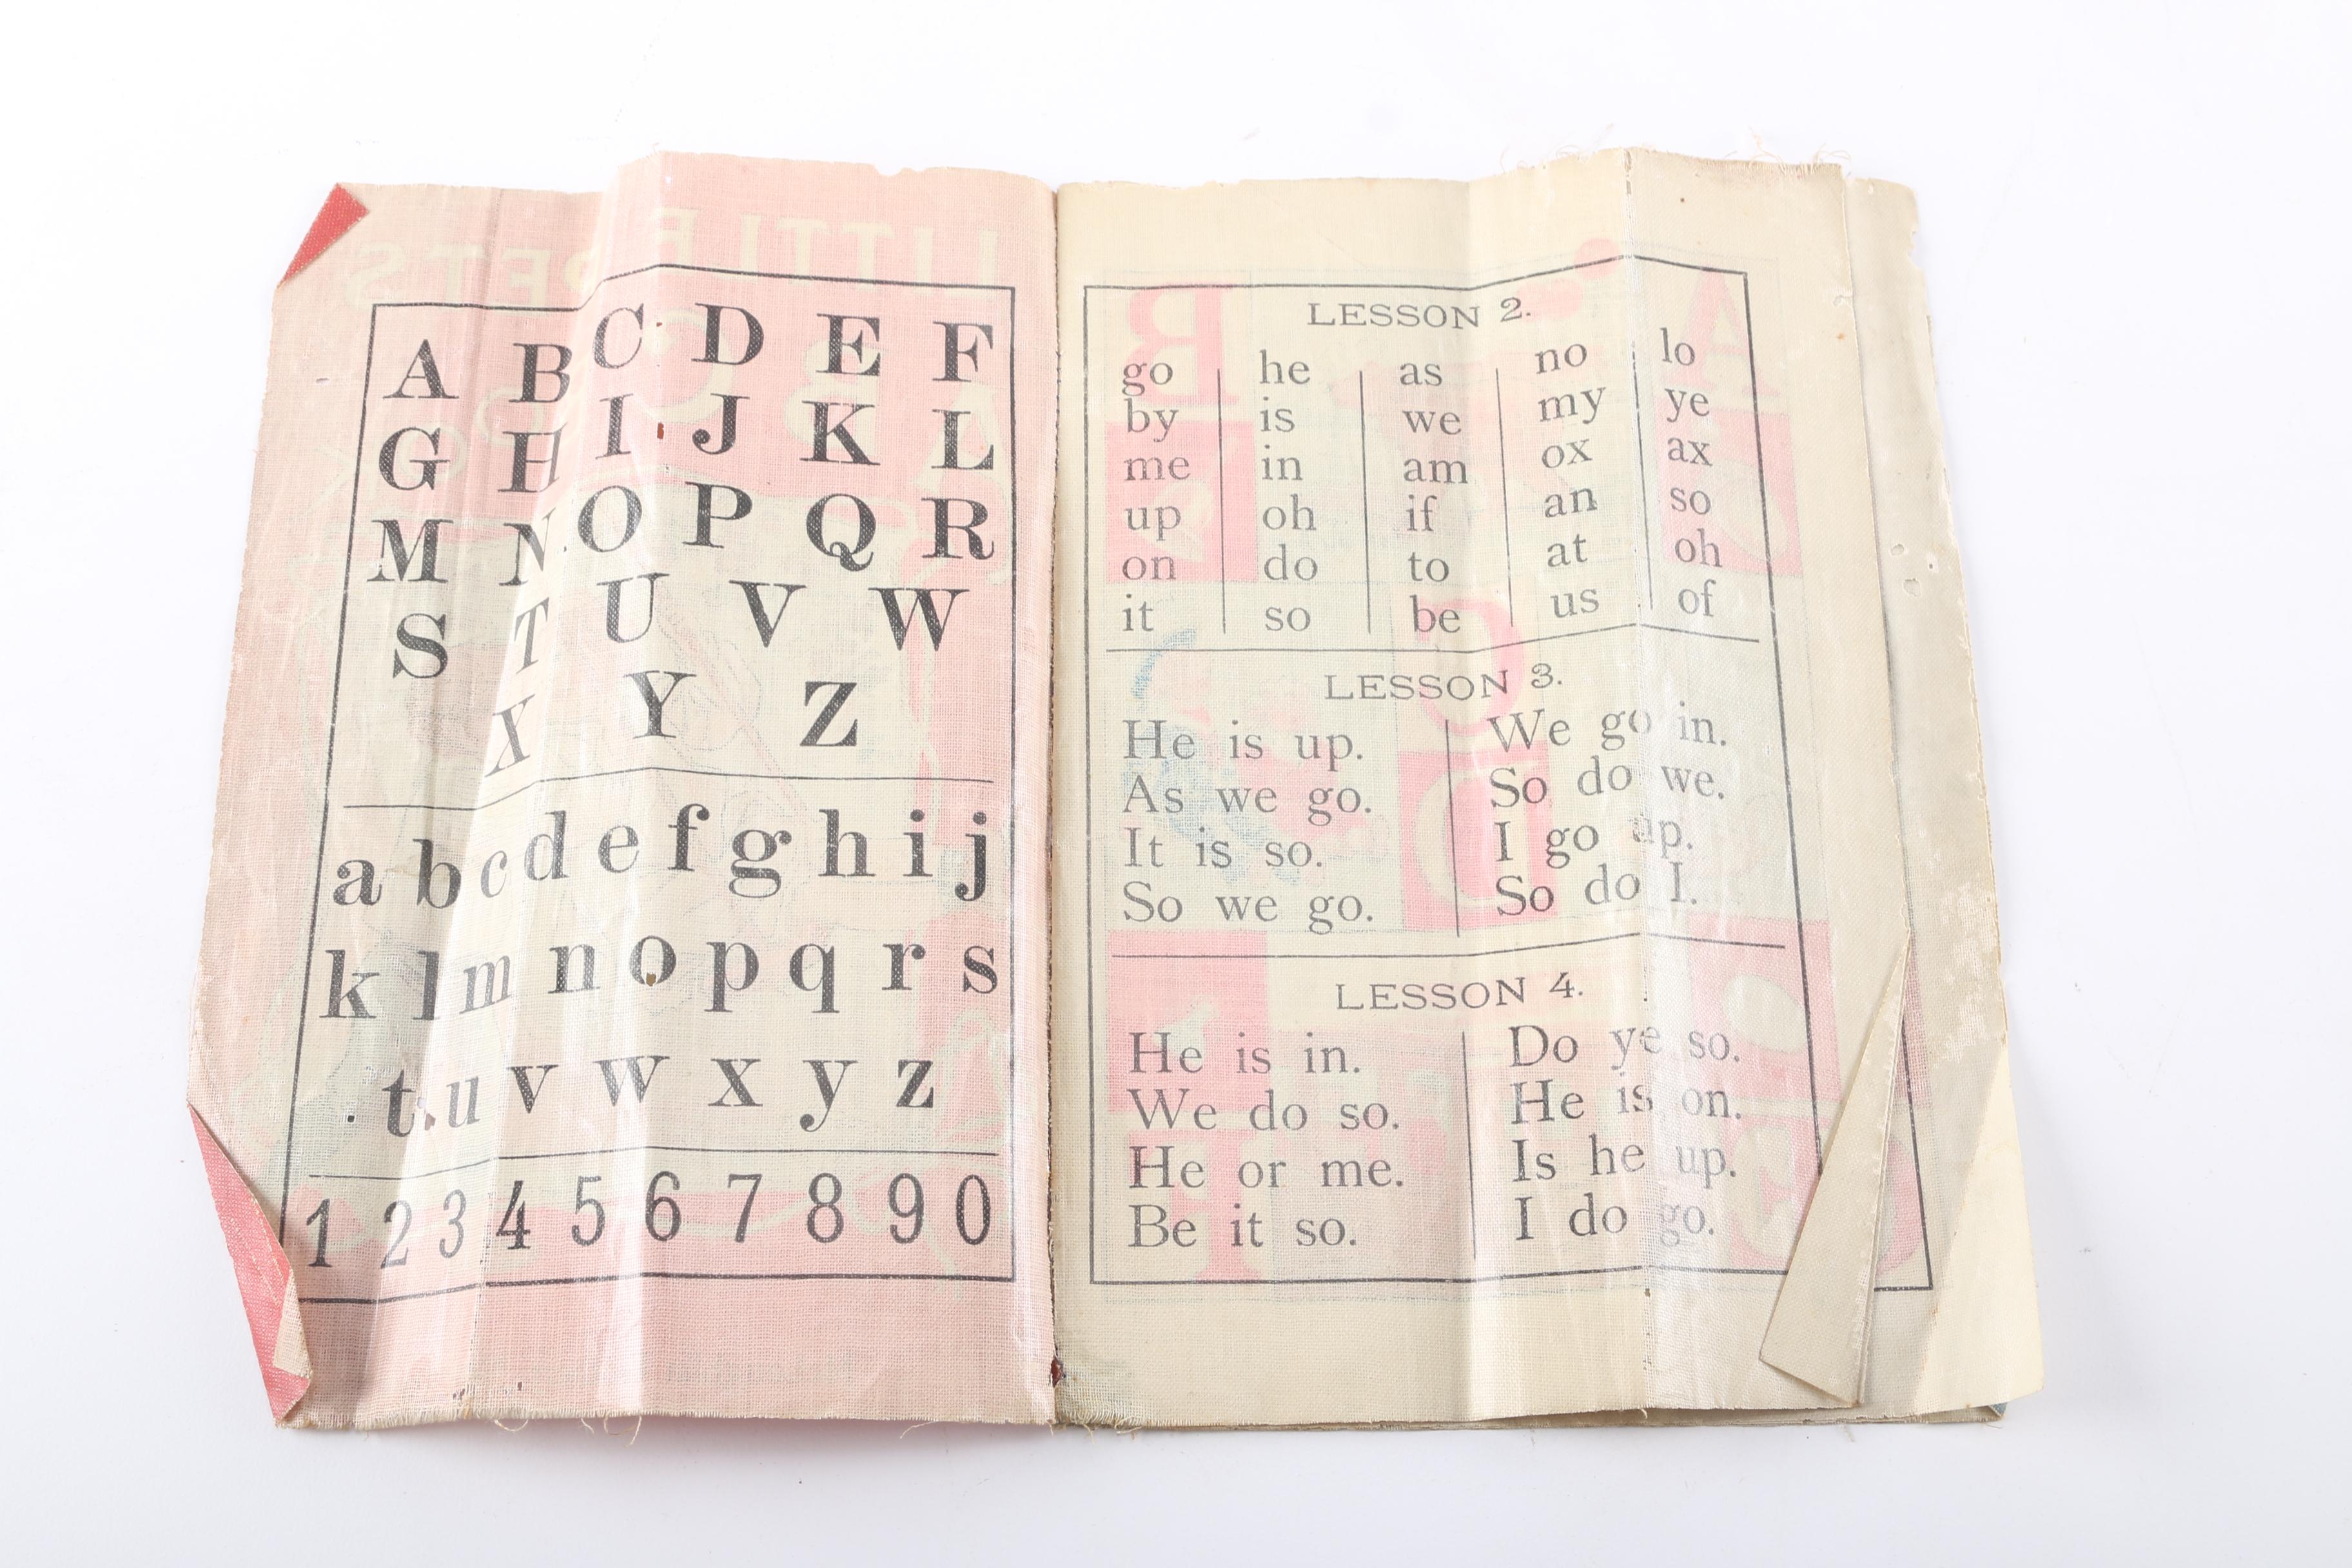 A B C D E F
G H I J K L
M N O P Q R
S T U V W
X Y Z
a b c d e f g h i j
k l m n o p q r s
t u v w x y z
1 2 3 4 5 6 7 8 9 0
LESSON 2.
go he as no lo
by is we my ye
me in am ox ax
up oh if an so
on do to at oh
it so be us of
LESSON 3.
He is up.
As we go.
It is so.
So we go.
We go in.
So do we.
I go up.
So do I.
LESSON 4.
He is in.
We do so.
He or me.
Be it so.
Do ye so.
He is on.
Is he up.
I do go.